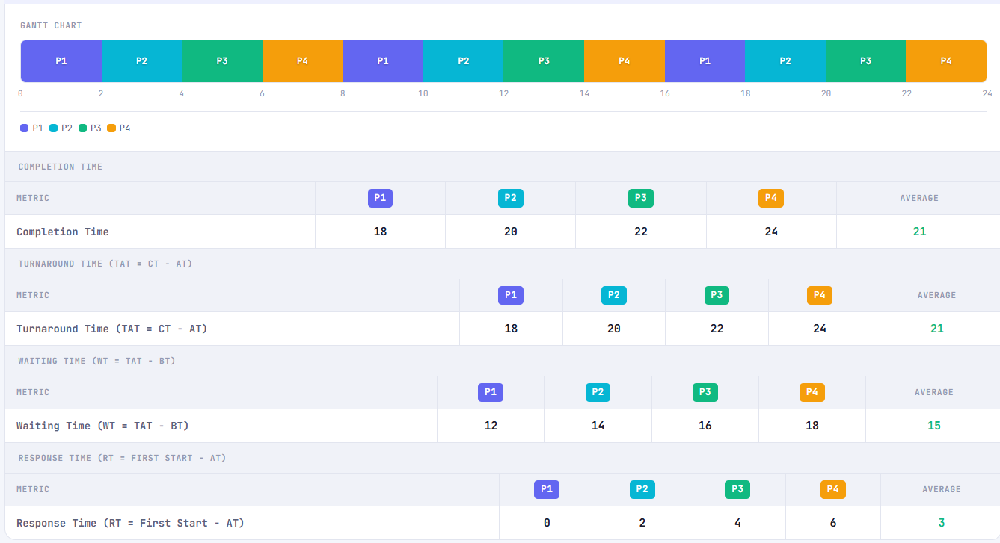 GANTT CHART
P1 P2 P3 P4 P1 P2 P3 P4 P1 P2 P3 P4
0 2 4 6 8 10 12 14 16 18 20 22 24
P1 P2 P3 P4
COMPLETION TIME
METRIC P1 P2 P3 P4 AVERAGE
Completion Time 18 20 22 24 21
TURNAROUND TIME (TAT = CT - AT)
METRIC P1 P2 P3 P4 AVERAGE
Turnaround Time (TAT = CT - AT) 18 20 22 24 21
WAITING TIME (WT = TAT - BT)
METRIC P1 P2 P3 P4 AVERAGE
Waiting Time (WT = TAT - BT) 12 14 16 18 15
RESPONSE TIME (RT = FIRST START - AT)
METRIC P1 P2 P3 P4 AVERAGE
Response Time (RT = First Start - AT) 0 2 4 6 3